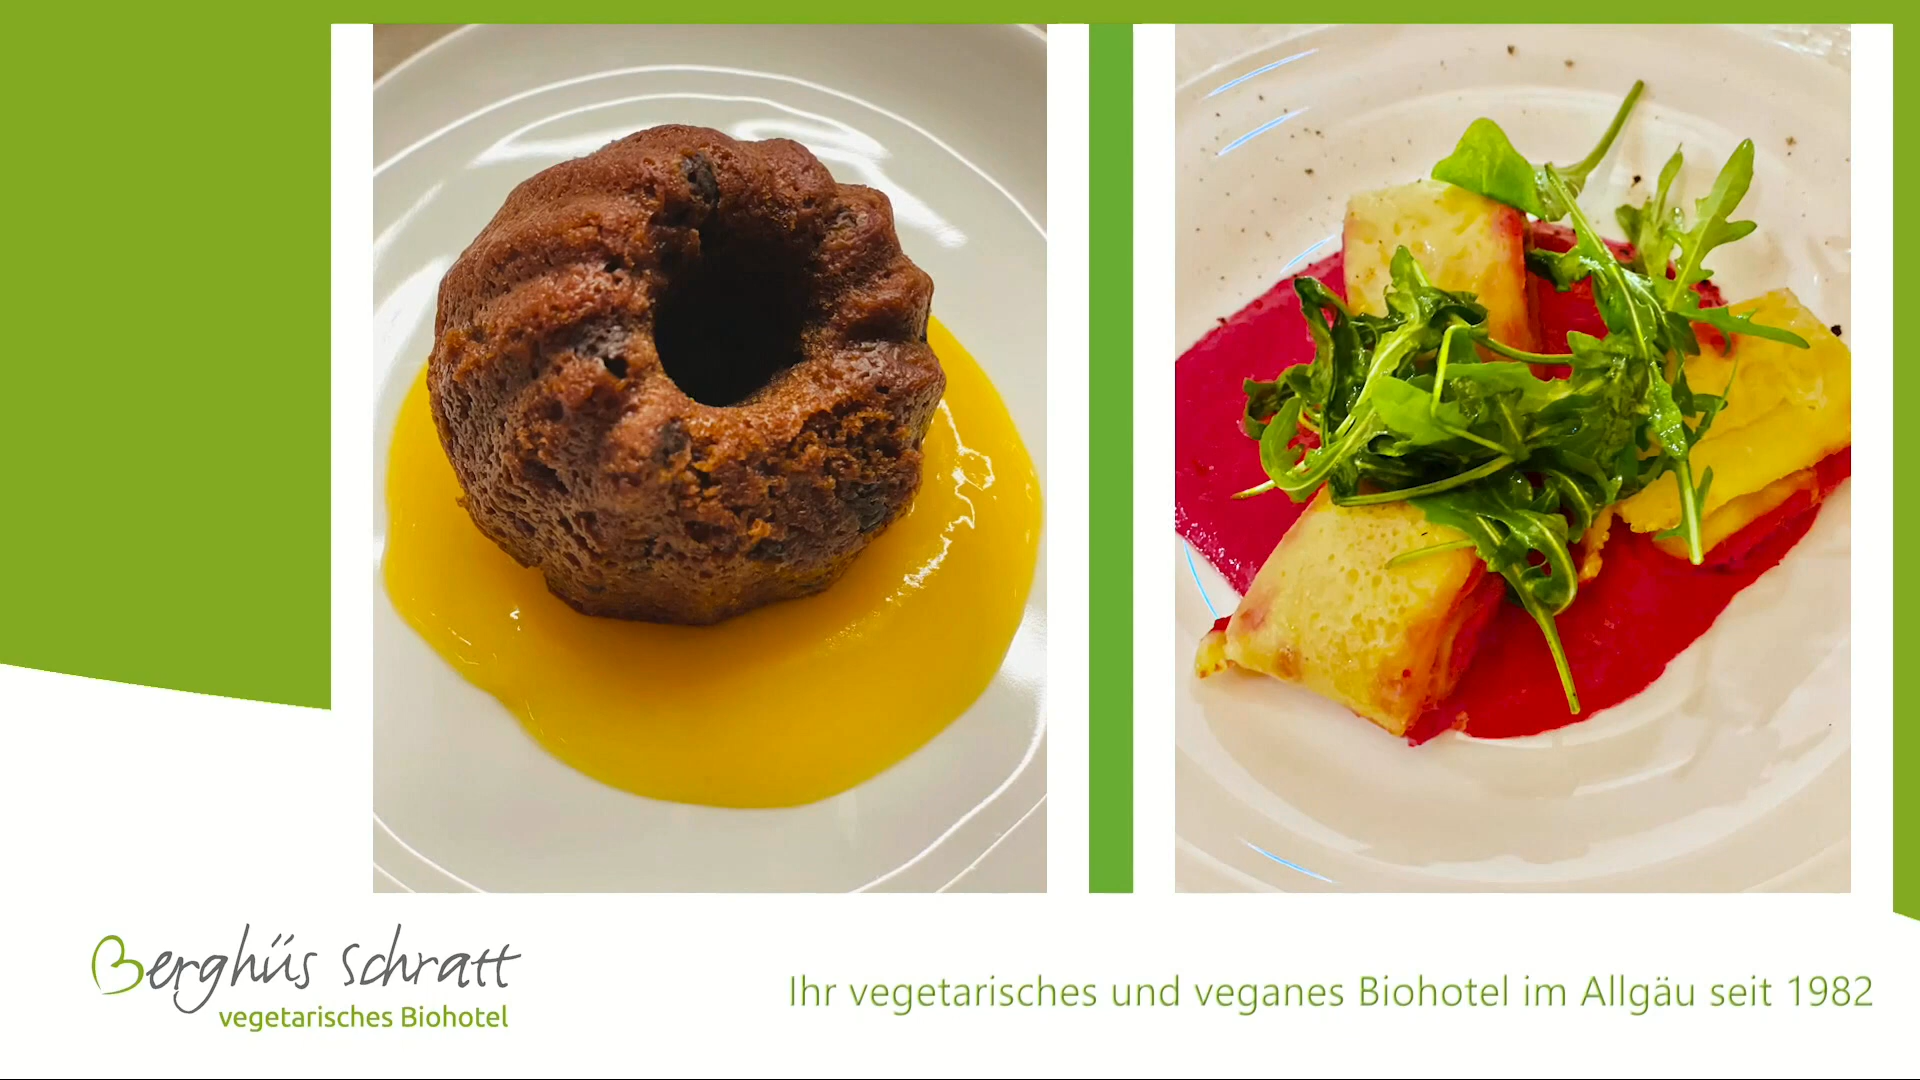 Berghüs Schratt
vegetarisches Biohotel
Ihr vegetarisches und veganes Biohotel im Allgäu seit 1982